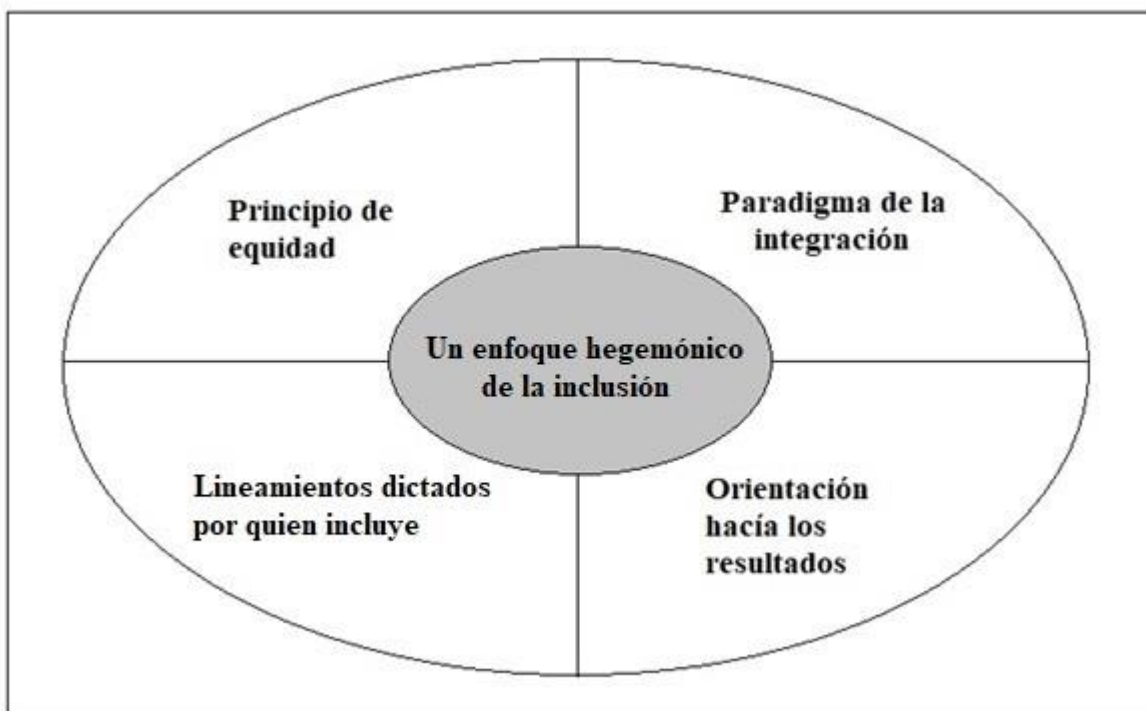 Principio de
equidad
Paradigma de la
integración
Un enfoque hegemónico
de la inclusión
Lineamientos dictados
por quien incluye
Orientación
hacía los
resultados